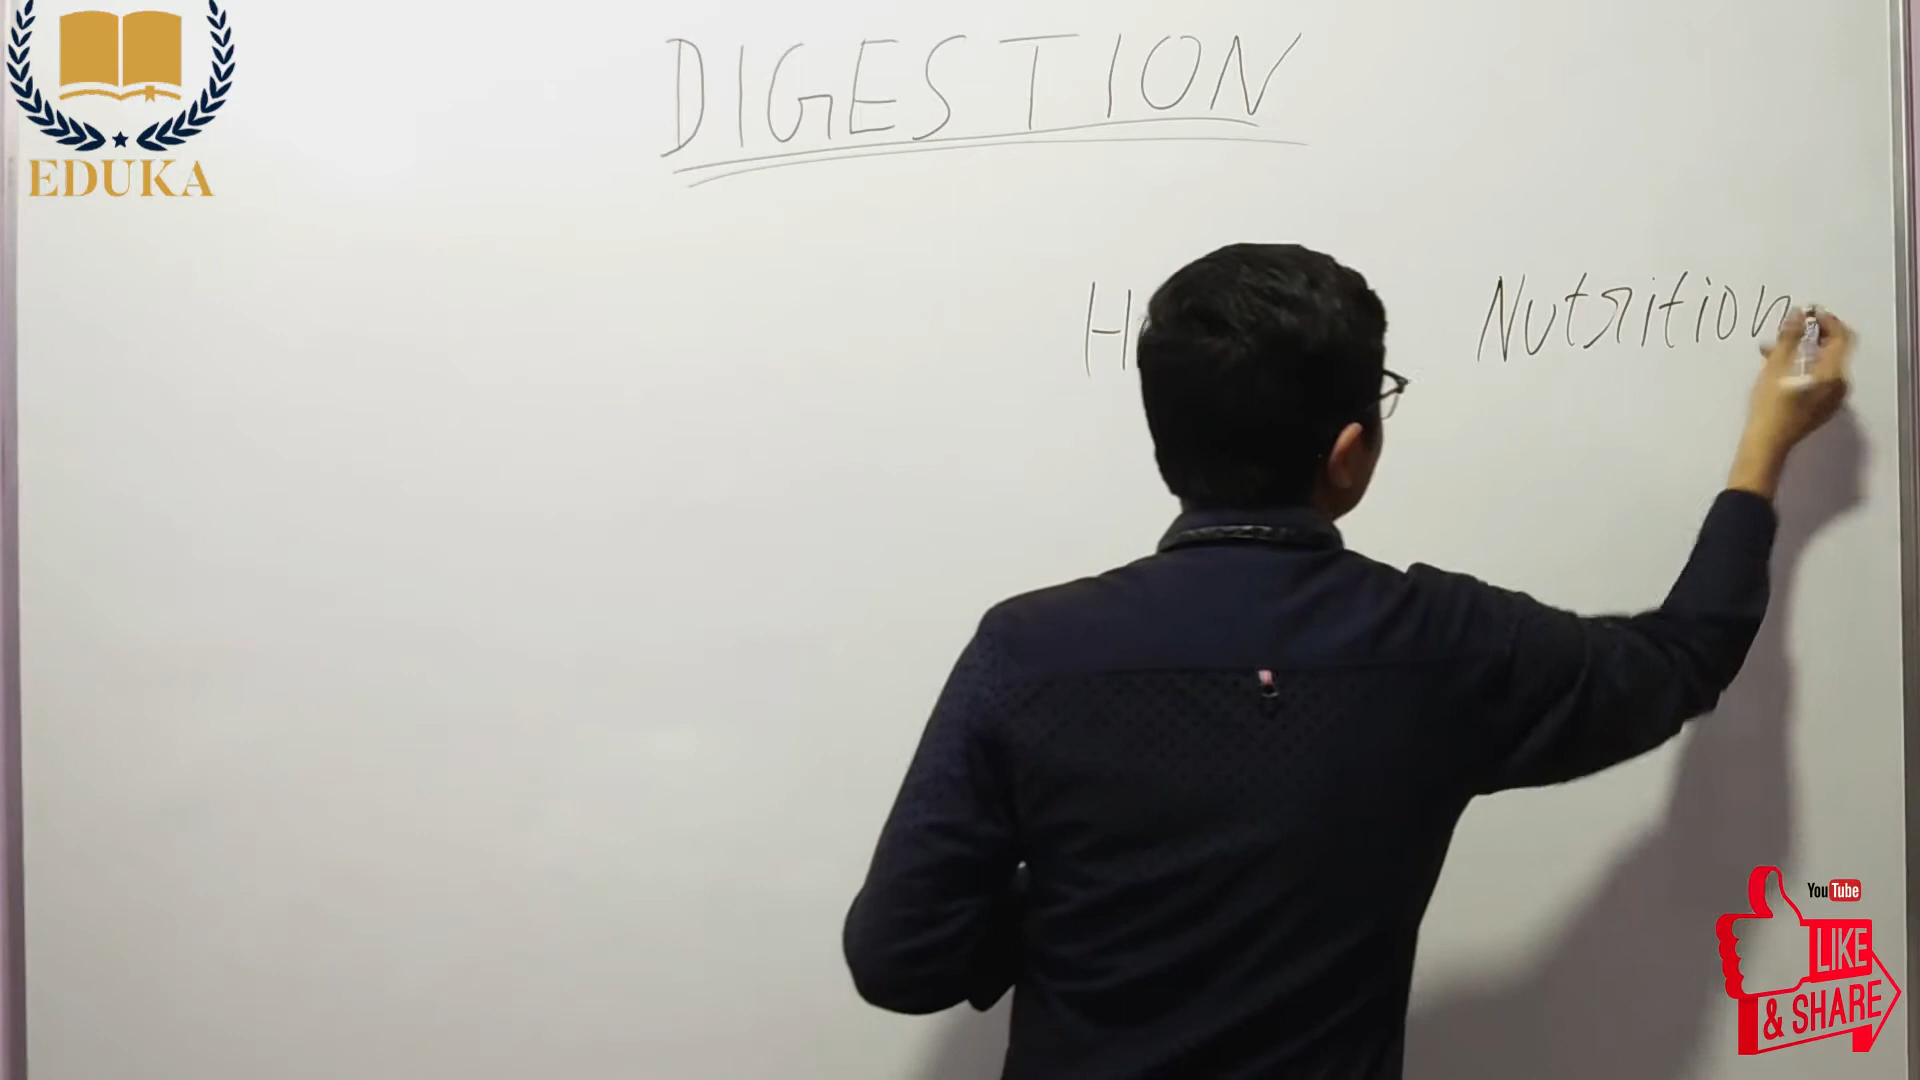 EDUKA
DIGESTION
Nutrition
YouTube
LIKE
& SHARE